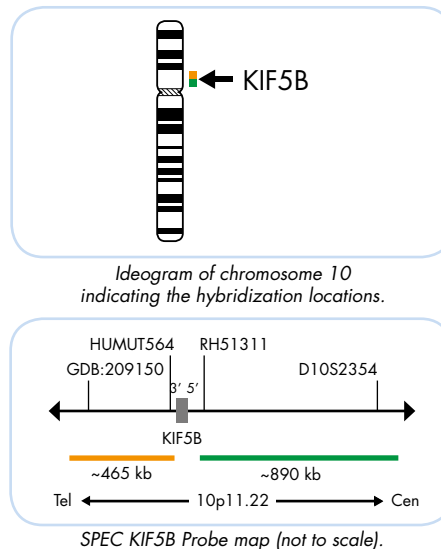 KIF5B
Ideogram of chromosome 10
indicating the hybridization locations.
HUMUT564 RH51311
GDB:209150 D10S2354
3’ 5’
KIF5B
~465 kb ~890 kb
Tel 10p11.22 Cen
SPEC KIF5B Probe map (not to scale).